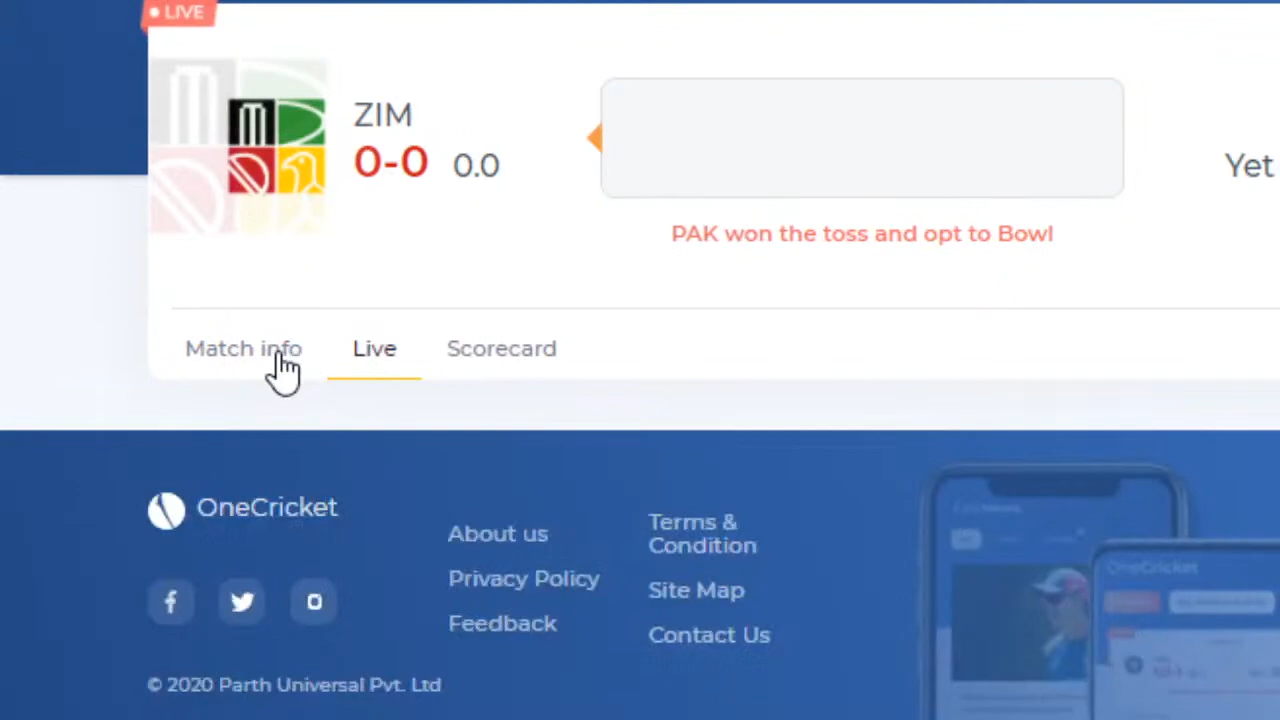 LIVE
ZIM
0-0 0.0
Yet
PAK won the toss and opt to Bowl
Match info Live Scorecard
OneCricket
About us
Privacy Policy
Feedback
Terms &
Condition
Site Map
Contact Us
© 2020 Parth Universal Pvt. Ltd
OneCricket